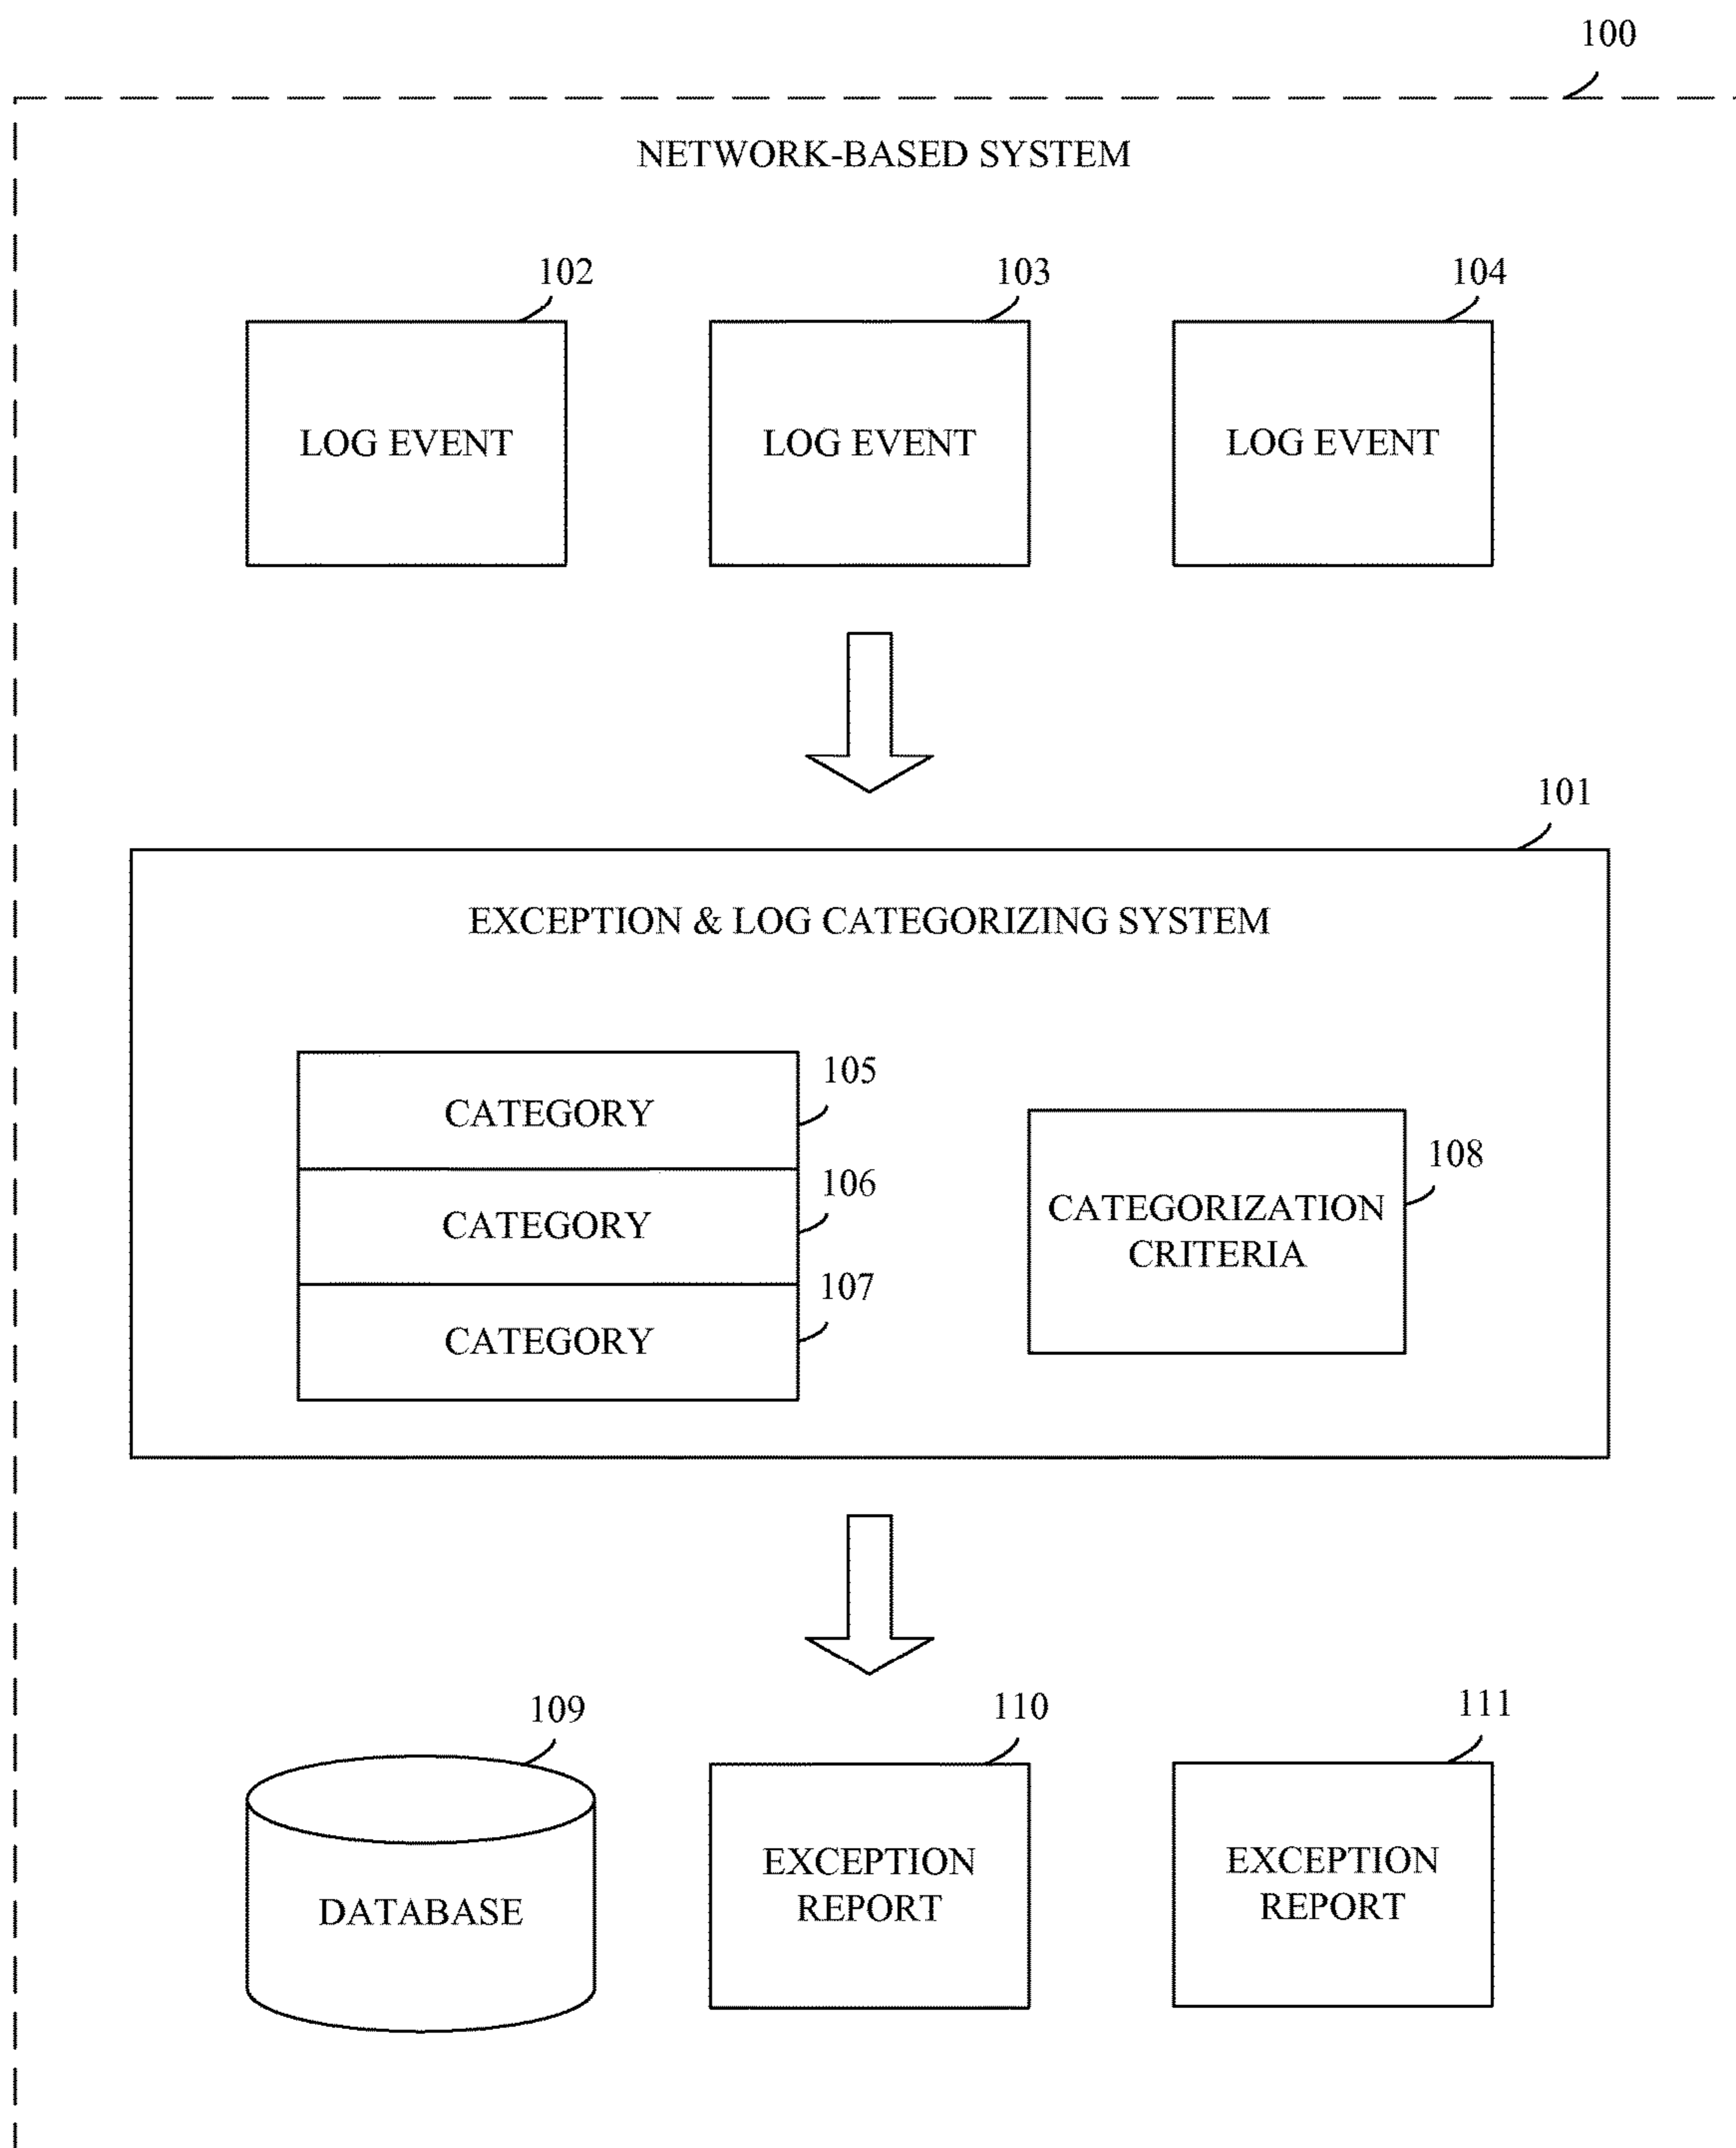 100
NETWORK-BASED SYSTEM
102
103
104
LOG EVENT
LOG EVENT
LOG EVENT
101
EXCEPTION & LOG CATEGORIZING SYSTEM
105
CATEGORY
106
CATEGORY
107
CATEGORY
108
CATEGORIZATION
CRITERIA
109
110
111
DATABASE
EXCEPTION
REPORT
EXCEPTION
REPORT